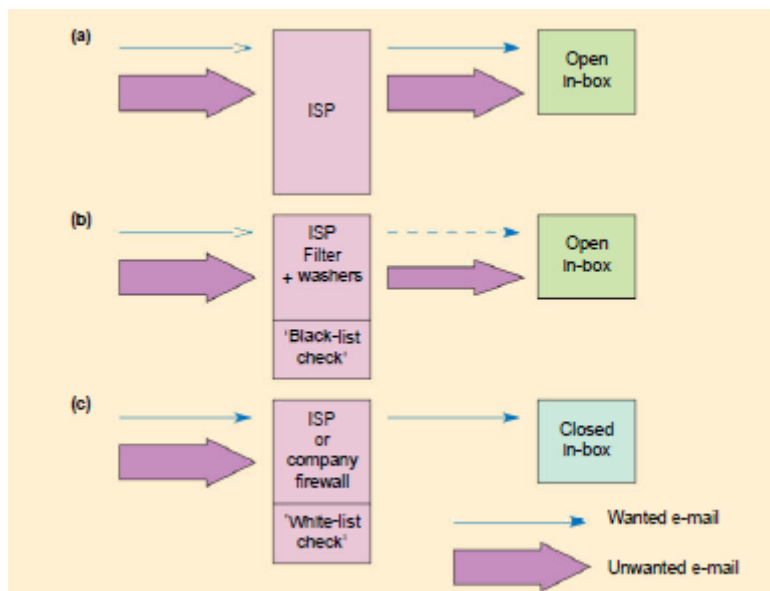 (a)
ISP
Open
in-box
(b)
ISP
Filter
+ washers
'Black-list
check'
Open
in-box
(c)
ISP
or
company
firewall
'White-list
check'
Closed
in-box
Wanted e-mail
Unwanted e-mail